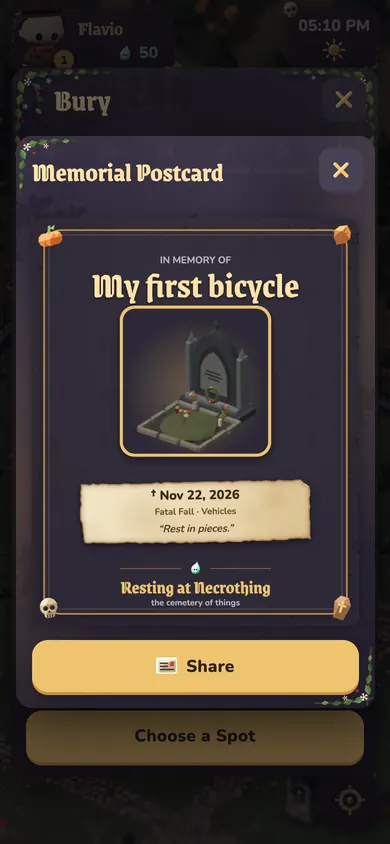 Flavio
05:10 PM
1
50
Bury
Memorial Postcard
IN MEMORY OF
My first bicycle
† Nov 22, 2026
Fatal Fall · Vehicles
“Rest in pieces.”
Resting at Necrothing
the cemetery of things
Share
Choose a Spot